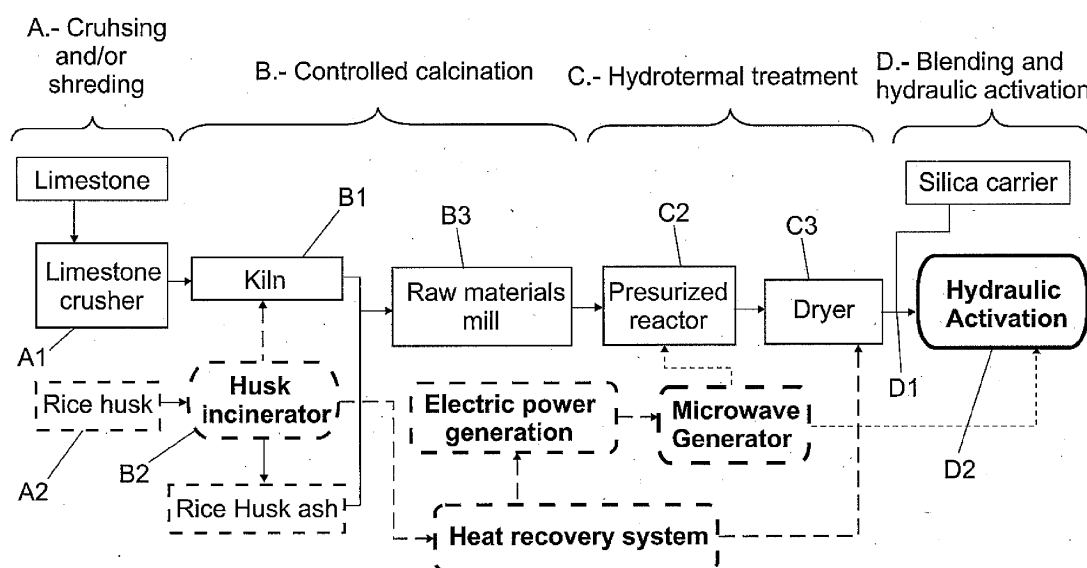 A.- Cruhsing
and/or
shreding
B.- Controlled calcination
C.- Hydrotermal treatment
D.- Blending and
hydraulic activation
Limestone
B1
B3
C2
C3
Silica carrier
Limestone
crusher
Kiln
Raw materials
mill
Presurized
reactor
Dryer
Hydraulic
Activation
A1
D1
Rice husk
Husk
incinerator
Electric power
generation
Microwave
Generator
A2
B2
D2
Rice Husk ash
Heat recovery system